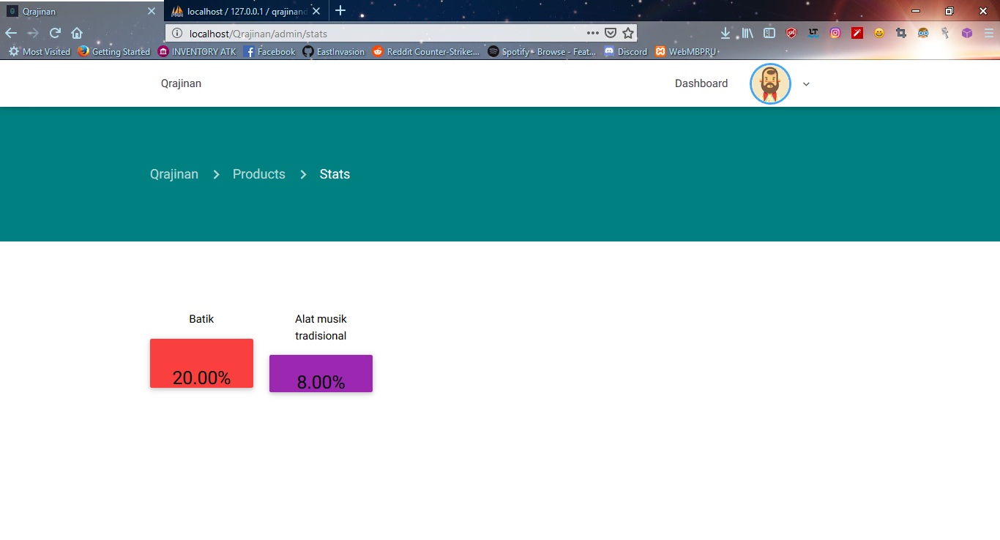 Qrajinan
localhost / 127.0.0.1 / qrajinand
localhost/Qrajinan/admin/stats
Most Visited Getting Started INVENTORY ATK Facebook EastInvasion Reddit Counter-Strike:... Spotify - Browse - Feat... Discord WebMBPRU
Qrajinan Dashboard
Qrajinan Products Stats
Batik
Alat musik
tradisional
20.00%
8.00%